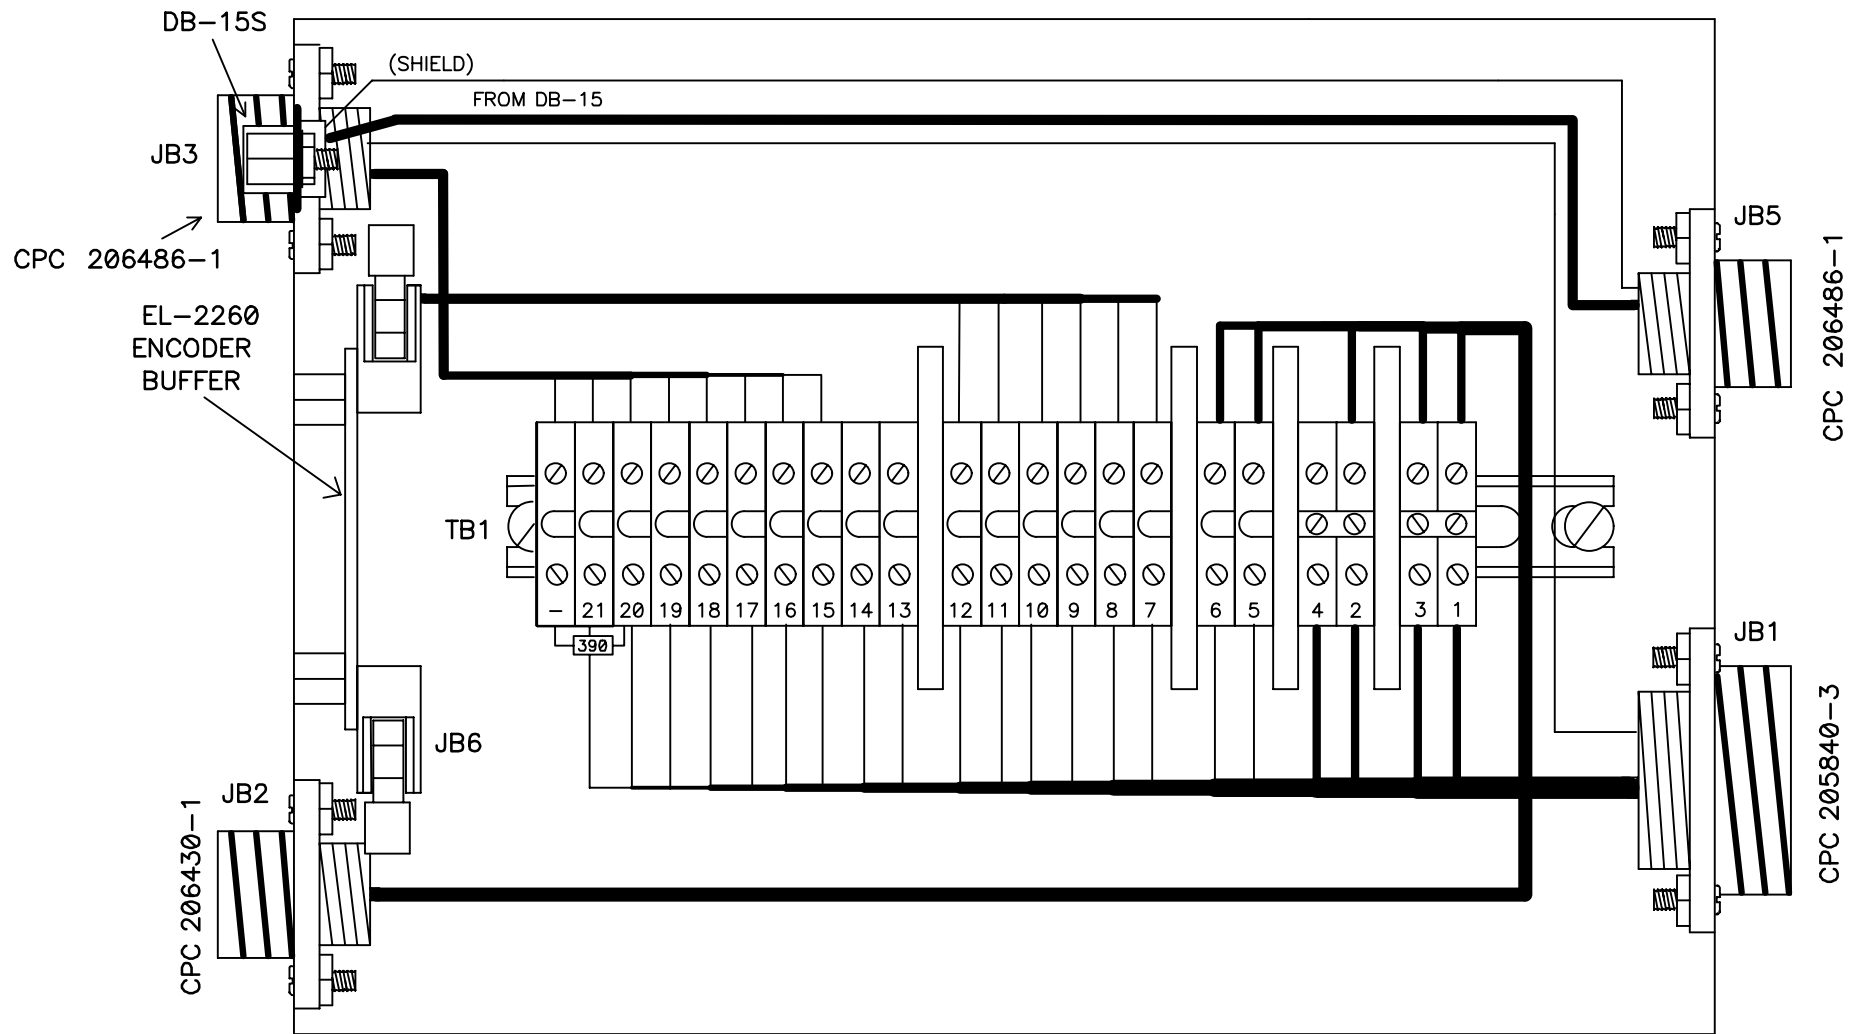 DB-15S
(SHIELD)
FROM DB-15
JB3
CPC 206486-1
JB5
CPC 206486-1
EL-2260
ENCODER
BUFFER
TB1
- 21 20 19 18 17 16 15 14 13 12 11 10 9 8 7 6 5 4 2 3 1
390
JB1
CPC 205840-3
JB6
JB2
CPC 206430-1